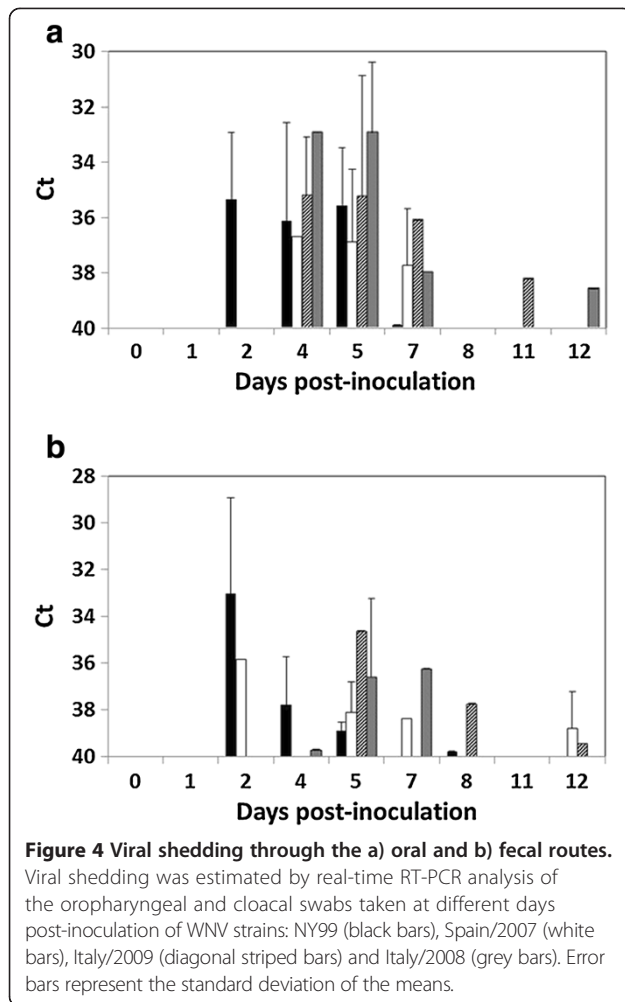 a
30
32
34
36
38
40
Ct
0 1 2 4 5 7 8 11 12
Days post-inoculation
b
28
30
32
34
36
38
40
Ct
0 1 2 4 5 7 8 11 12
Days post-inoculation
Figure 4 Viral shedding through the a) oral and b) fecal routes.
Viral shedding was estimated by real-time RT-PCR analysis of
the oropharyngeal and cloacal swabs taken at different days
post-inoculation of WNV strains: NY99 (black bars), Spain/2007 (white
bars), Italy/2009 (diagonal striped bars) and Italy/2008 (grey bars). Error
bars represent the standard deviation of the means.